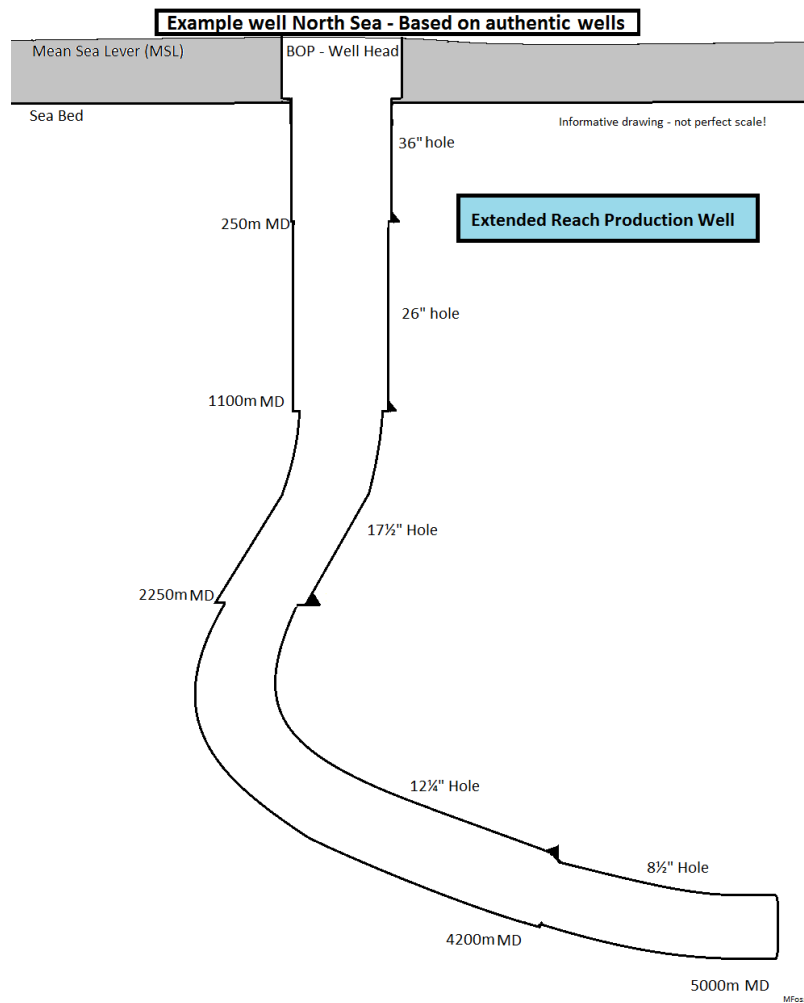 Example well North Sea - Based on authentic wells
Mean Sea Lever (MSL)
BOP - Well Head
Sea Bed
Informative drawing - not perfect scale!
36" hole
Extended Reach Production Well
250m MD
26" hole
1100m MD
17½" Hole
2250m MD
12¼" Hole
8½" Hole
4200m MD
5000m MD
MFos